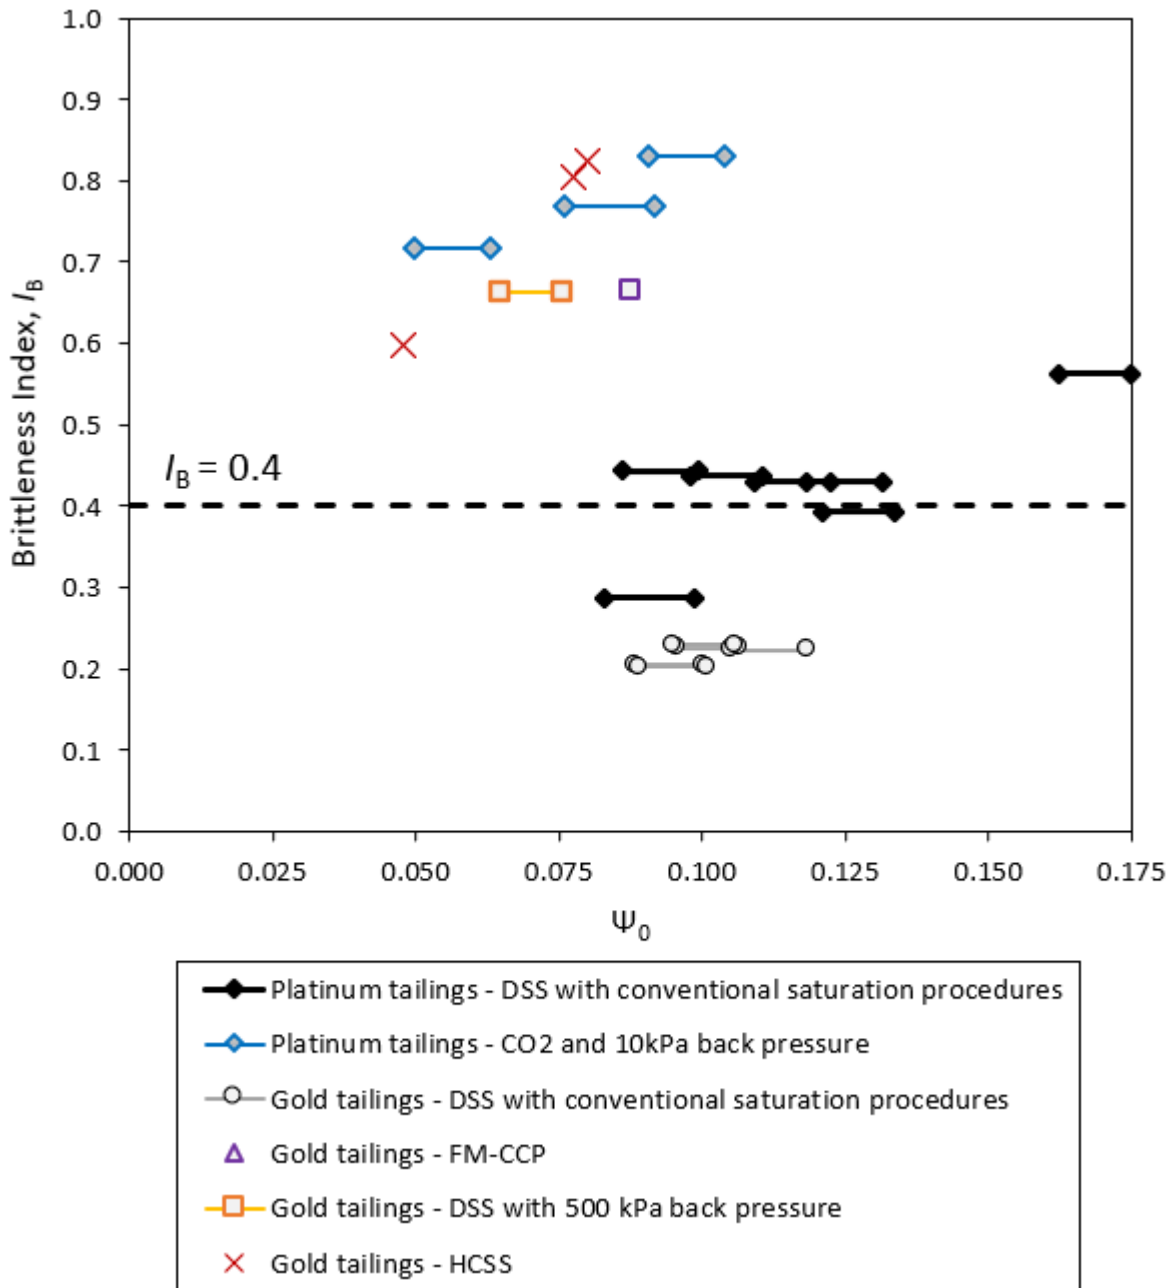 1.0
0.9
0.8
0.7
0.6
0.5
0.4
0.3
0.2
0.1
0.0
Brittleness Index, I_B
I_B = 0.4
0.000 0.025 0.050 0.075 0.100 0.125 0.150 0.175
Ψ₀
Platinum tailings - DSS with conventional saturation procedures
Platinum tailings - CO2 and 10kPa back pressure
Gold tailings - DSS with conventional saturation procedures
Gold tailings - FM-CCP
Gold tailings - DSS with 500 kPa back pressure
Gold tailings - HCSS